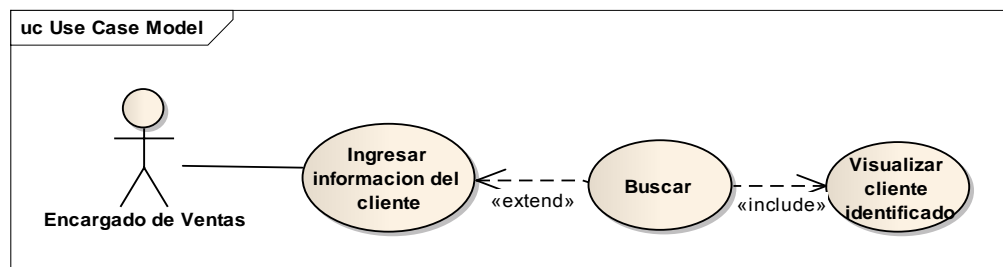 uc Use Case Model
Encargado de Ventas
Ingresar
informacion del
cliente
«extend»
Buscar
«include»
Visualizar
cliente
identificado